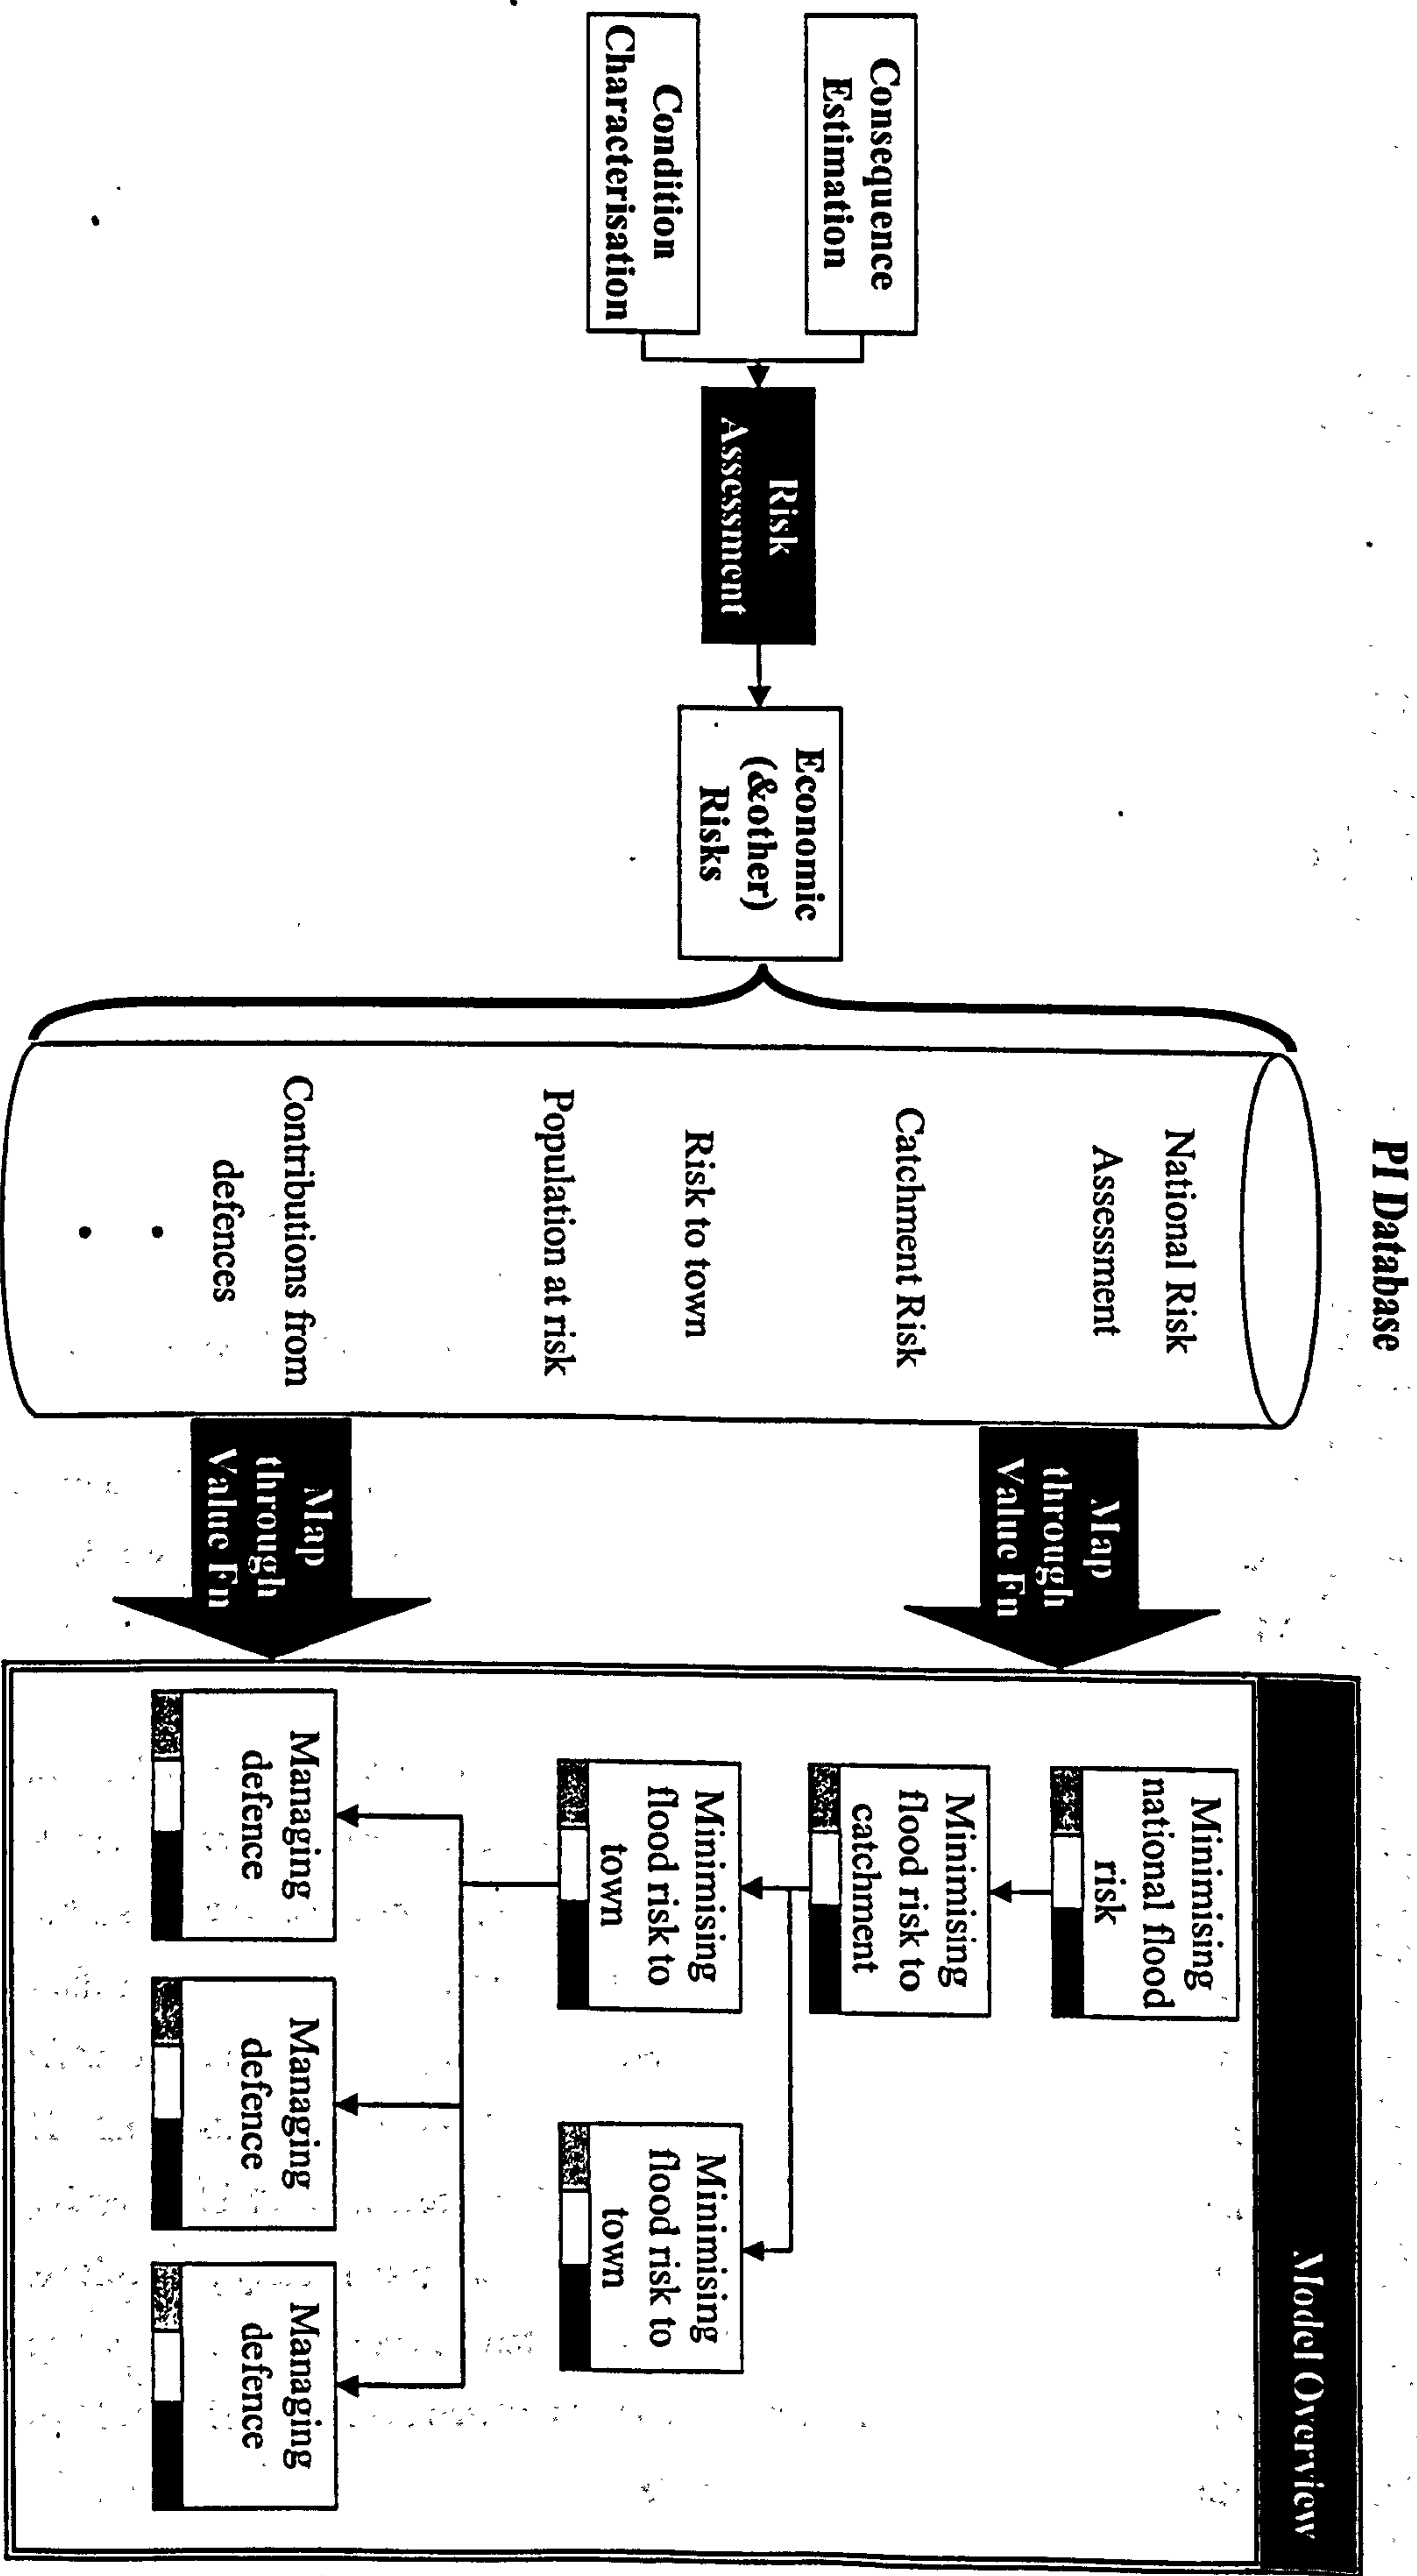 PI Database
Consequence
Estimation
Condition
Characterisation
Risk
Assessment
Economic
(&other)
Risks
National Risk
Assessment
Catchment Risk
Risk to town
Population at risk
Contributions from
defences
Map
through
Value Fn
Map
through
Value Fn
Model Overview
Minimising
national flood
risk
Minimising
flood risk to
catchment
Minimising
flood risk to
town
Minimising
flood risk to
town
Managing
defence
Managing
defence
Managing
defence